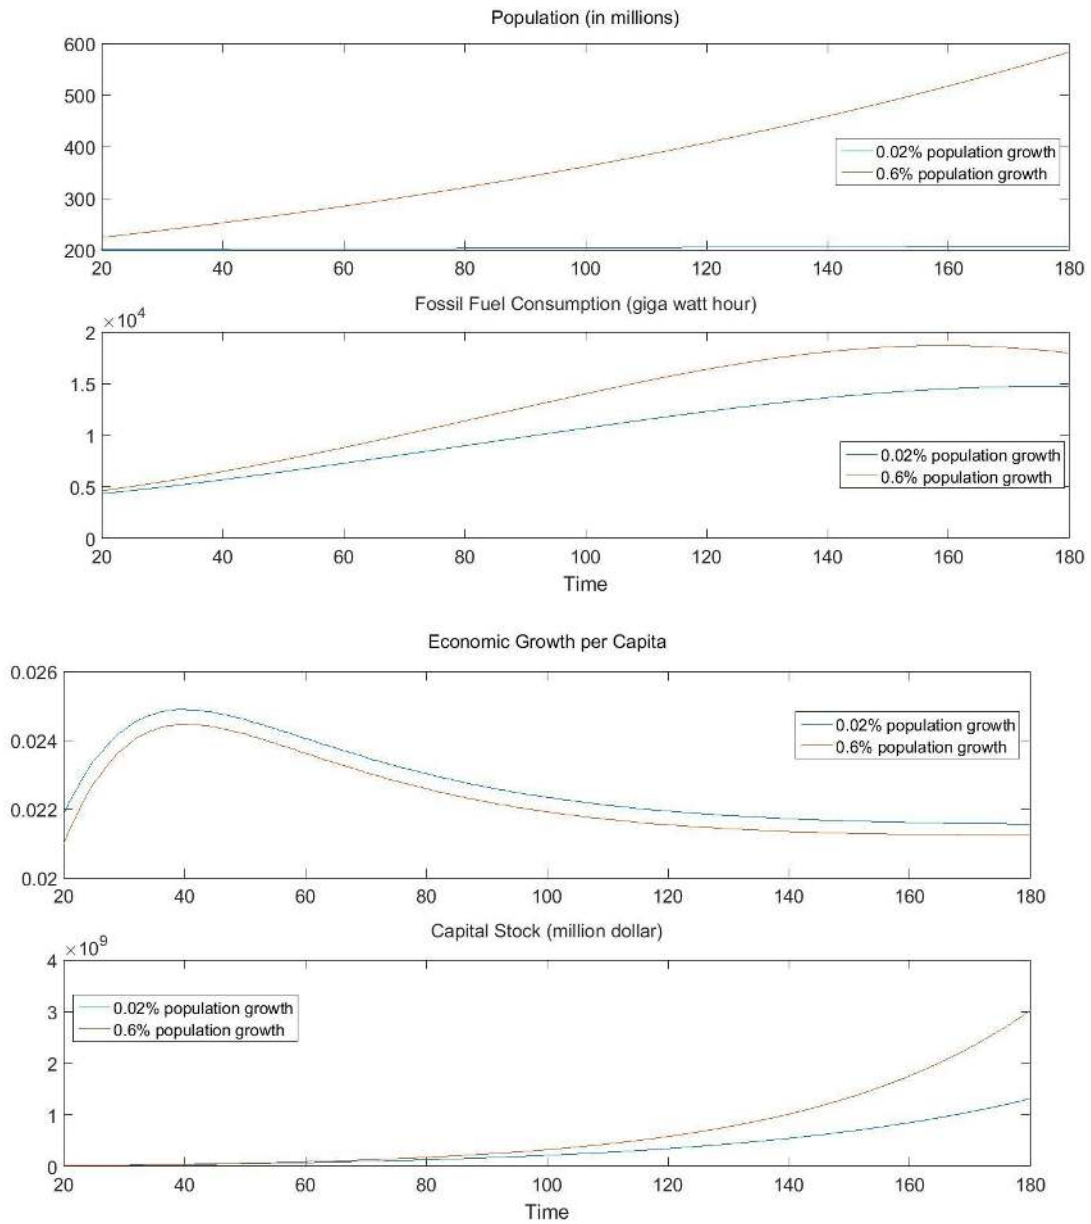 Population (in millions)
600
500
400
300
200
0.02% population growth
0.6% population growth
20 40 60 80 100 120 140 160 180
Fossil Fuel Consumption (giga watt hour)
×10^4
2
1.5
1
0.5
0
0.02% population growth
0.6% population growth
20 40 60 80 100 120 140 160 180
Time
Economic Growth per Capita
0.026
0.024
0.022
0.02
0.02% population growth
0.6% population growth
20 40 60 80 100 120 140 160 180
Capital Stock (million dollar)
×10^9
4
3
2
1
0
0.02% population growth
0.6% population growth
20 40 60 80 100 120 140 160 180
Time